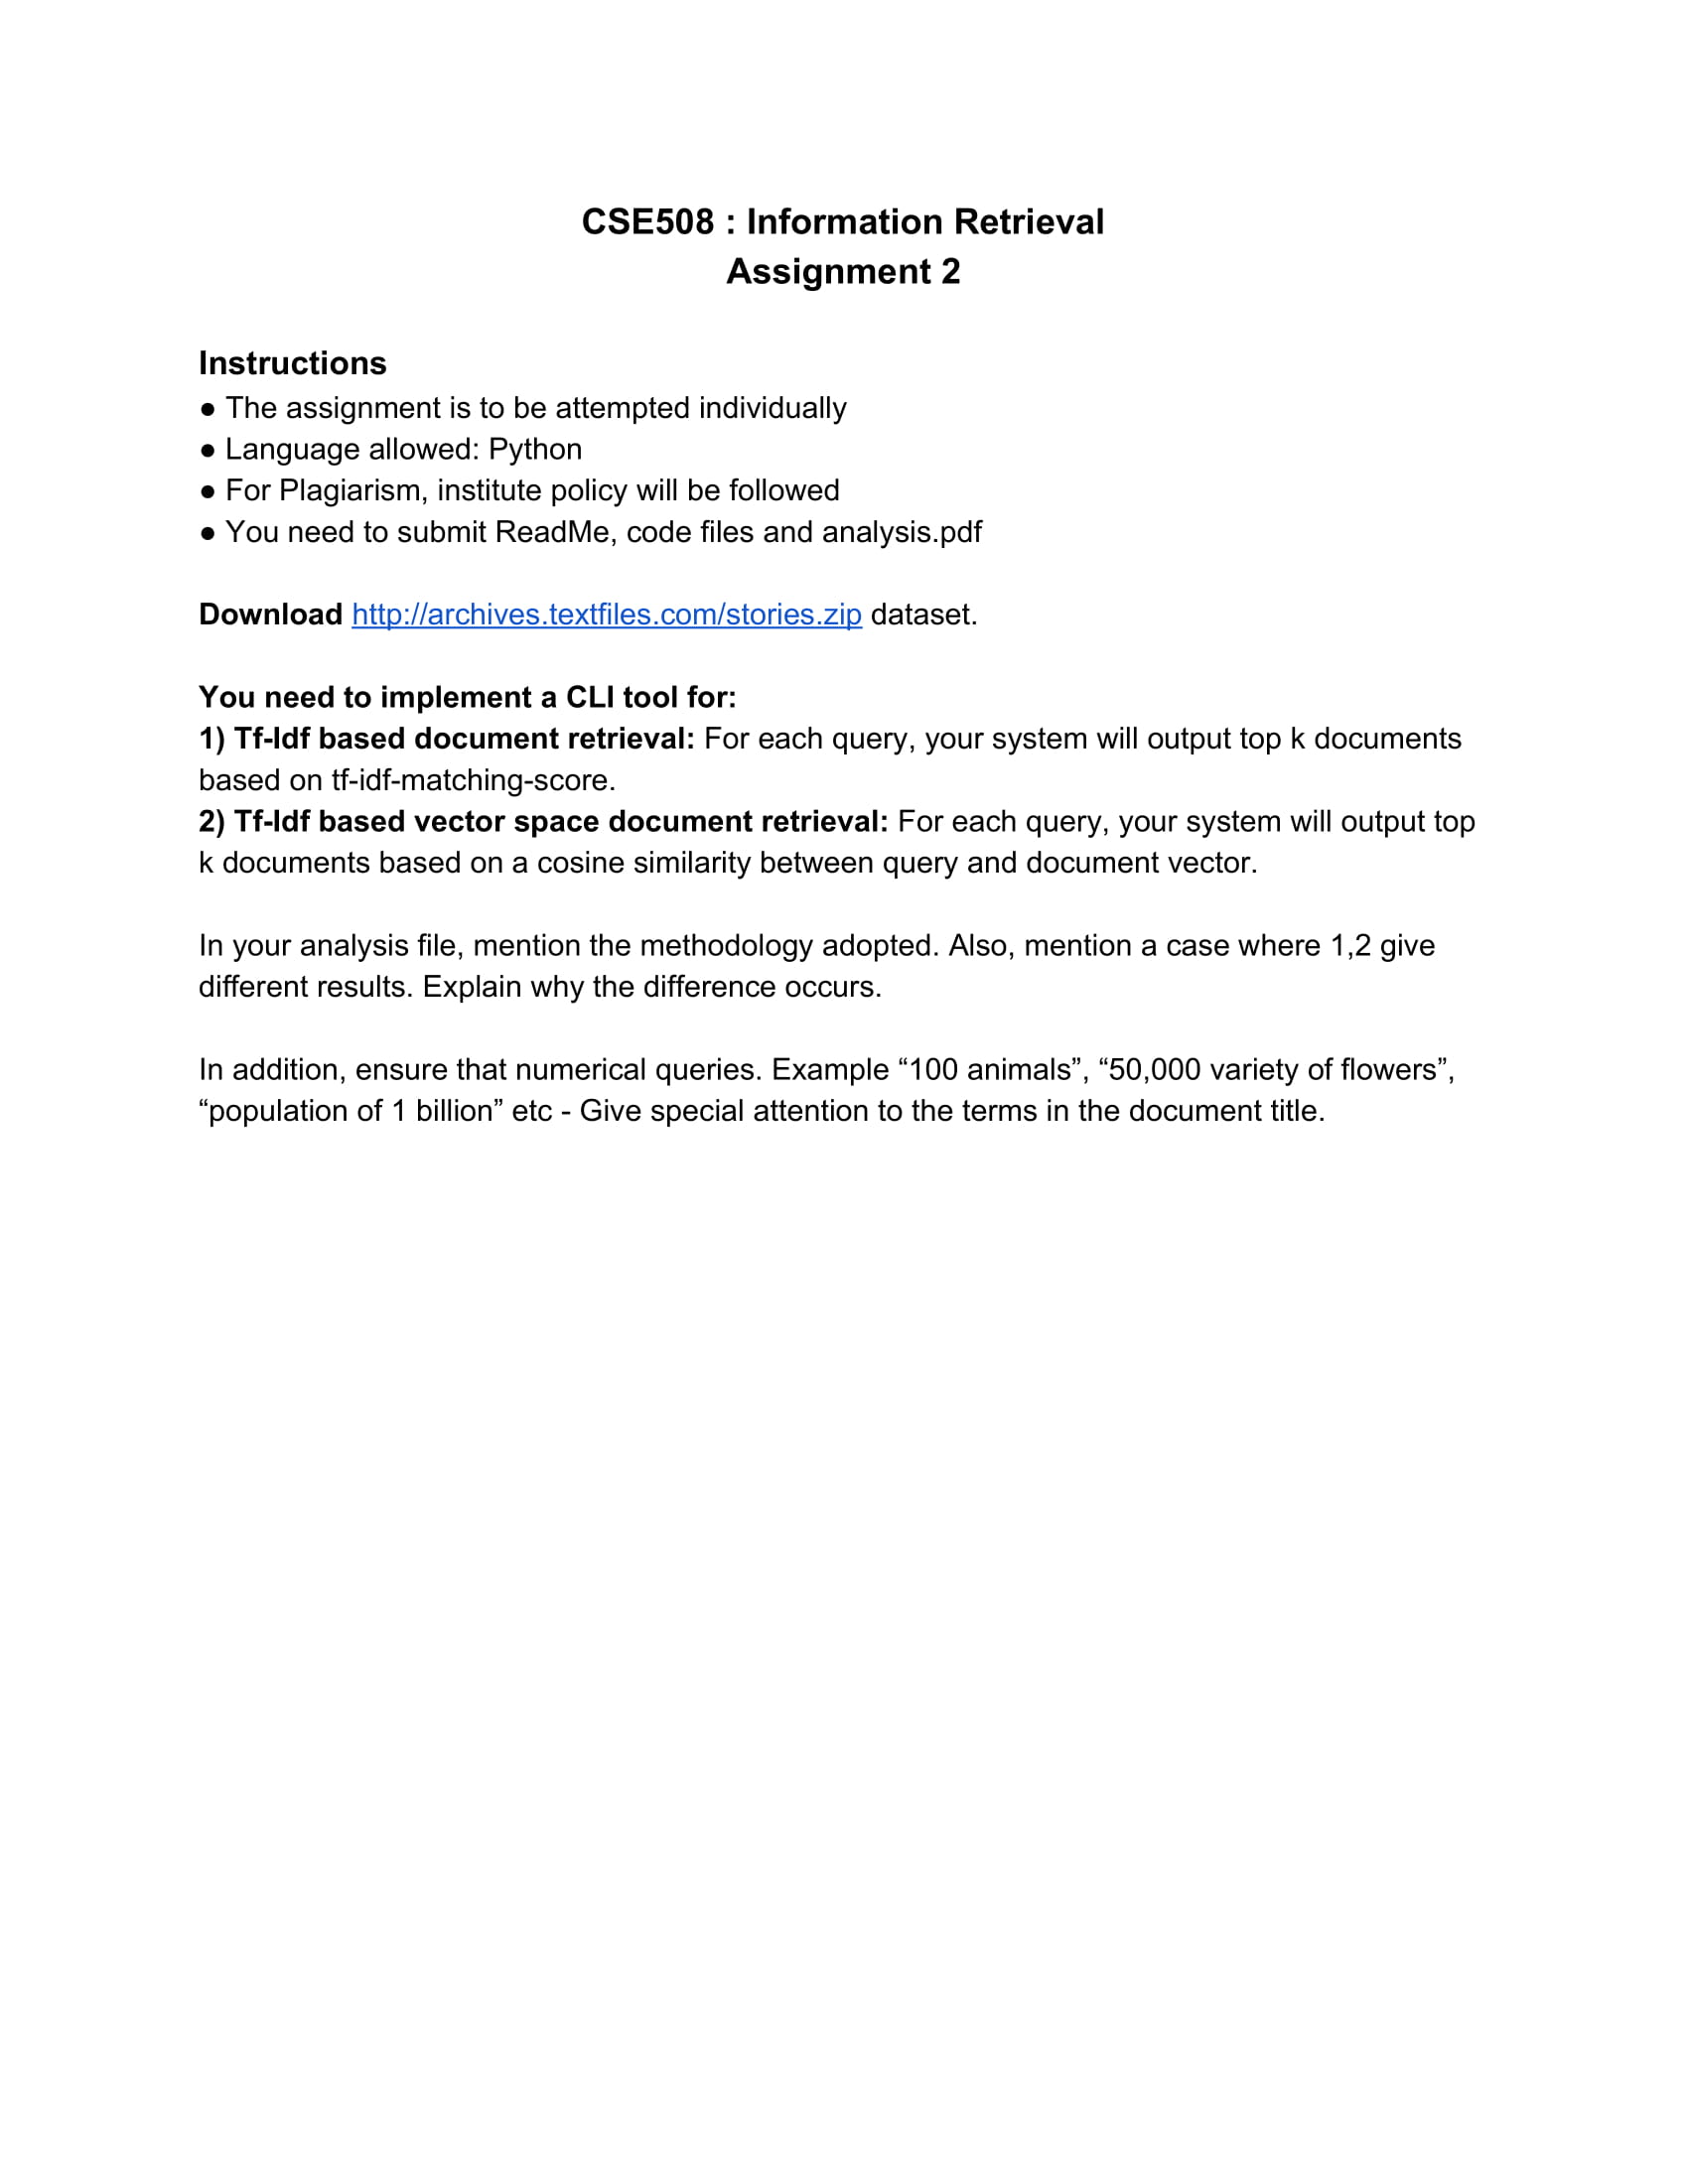 CSE508 : Information Retrieval
Assignment 2
Instructions
● The assignment is to be attempted individually
● Language allowed: Python
● For Plagiarism, institute policy will be followed
● You need to submit ReadMe, code files and analysis.pdf
Download http://archives.textfiles.com/stories.zip dataset.
You need to implement a CLI tool for:
1) Tf-Idf based document retrieval: For each query, your system will output top k documents
based on tf-idf-matching-score.
2) Tf-Idf based vector space document retrieval: For each query, your system will output top
k documents based on a cosine similarity between query and document vector.
In your analysis file, mention the methodology adopted. Also, mention a case where 1,2 give
different results. Explain why the difference occurs.
In addition, ensure that numerical queries. Example “100 animals”, “50,000 variety of flowers”,
“population of 1 billion” etc - Give special attention to the terms in the document title.